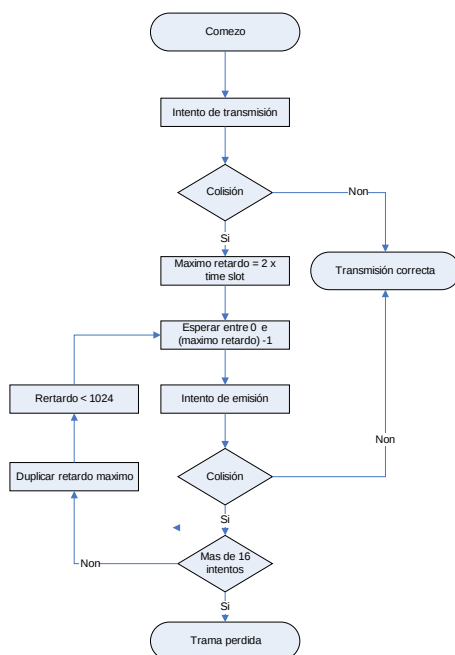 Comezo
Intento de transmisión
Colisión
Non
Si
Maximo retardo = 2 x
time slot
Transmisión correcta
Esperar entre 0 e
(maximo retardo) -1
Rertardo < 1024
Intento de emisión
Non
Duplicar retardo maximo
Colisión
Si
Mas de 16
intentos
Non
Si
Trama perdida